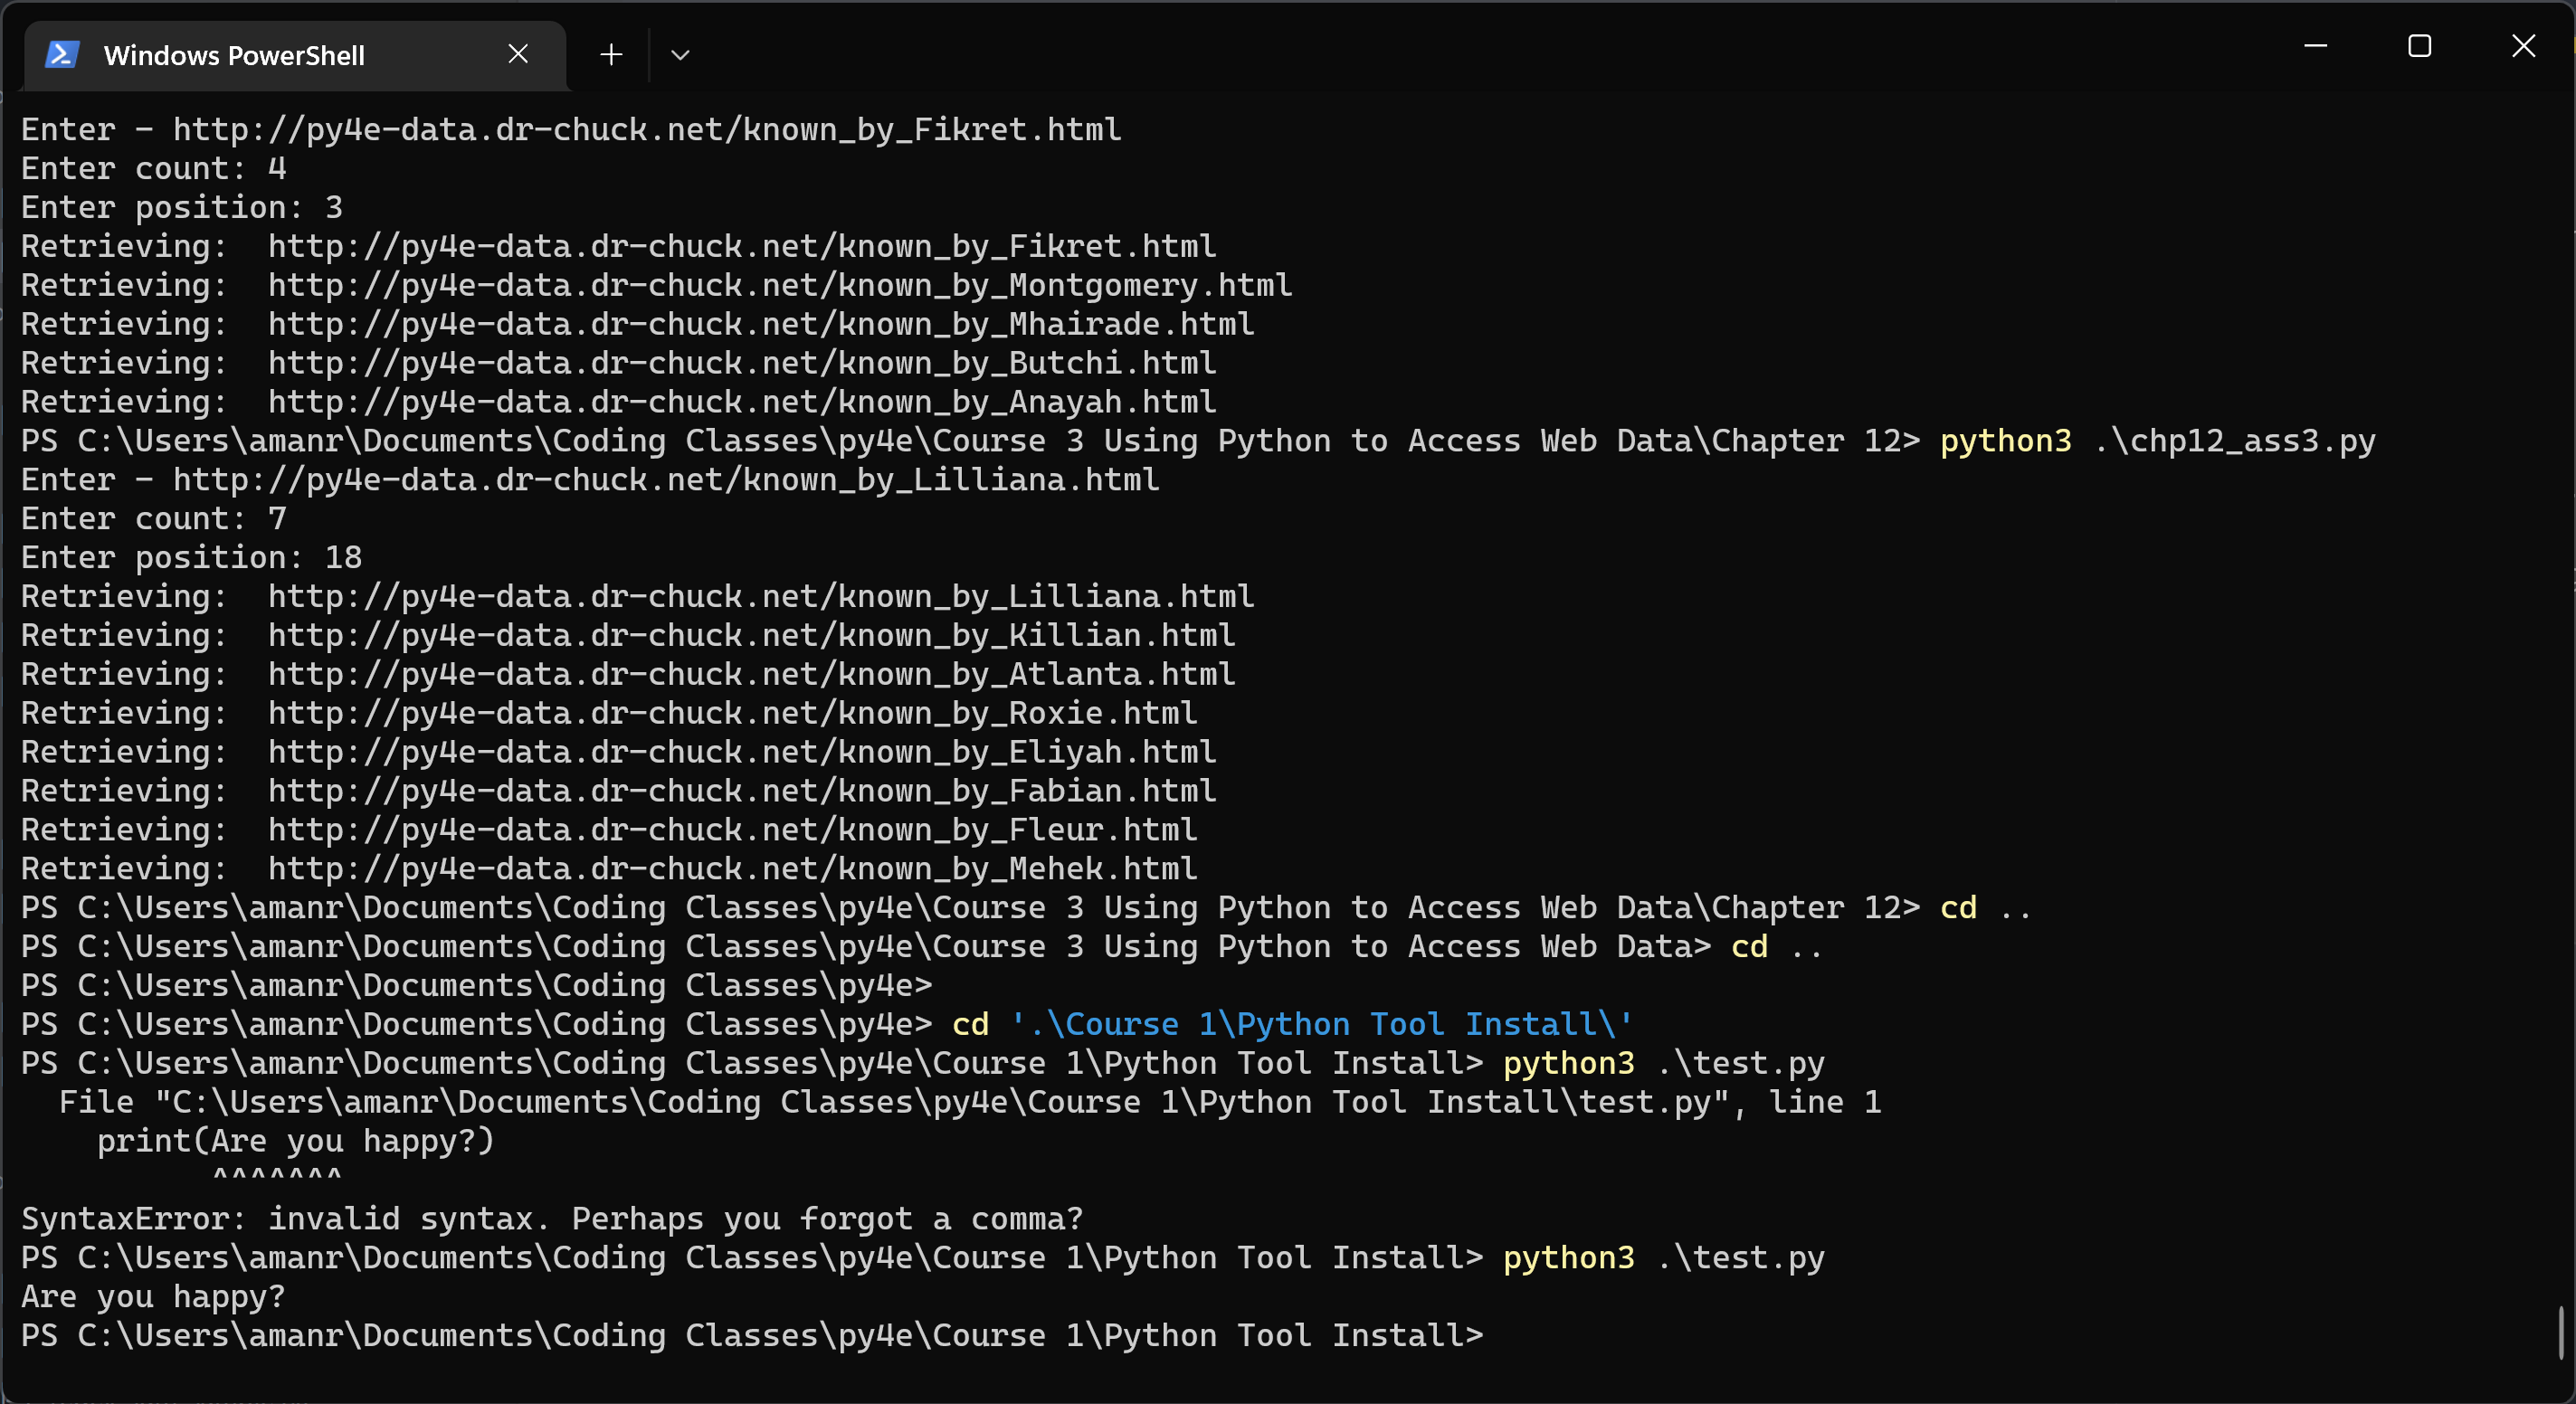 Windows PowerShell
Enter - http://py4e-data.dr-chuck.net/known_by_Fikret.html
Enter count: 4
Enter position: 3
Retrieving:  http://py4e-data.dr-chuck.net/known_by_Fikret.html
Retrieving:  http://py4e-data.dr-chuck.net/known_by_Montgomery.html
Retrieving:  http://py4e-data.dr-chuck.net/known_by_Mhairade.html
Retrieving:  http://py4e-data.dr-chuck.net/known_by_Butchi.html
Retrieving:  http://py4e-data.dr-chuck.net/known_by_Anayah.html
PS C:\Users\amanr\Documents\Coding Classes\py4e\Course 3 Using Python to Access Web Data\Chapter 12> python3 .\chp12_ass3.py
Enter - http://py4e-data.dr-chuck.net/known_by_Lilliana.html
Enter count: 7
Enter position: 18
Retrieving:  http://py4e-data.dr-chuck.net/known_by_Lilliana.html
Retrieving:  http://py4e-data.dr-chuck.net/known_by_Killian.html
Retrieving:  http://py4e-data.dr-chuck.net/known_by_Atlanta.html
Retrieving:  http://py4e-data.dr-chuck.net/known_by_Roxie.html
Retrieving:  http://py4e-data.dr-chuck.net/known_by_Eliyah.html
Retrieving:  http://py4e-data.dr-chuck.net/known_by_Fabian.html
Retrieving:  http://py4e-data.dr-chuck.net/known_by_Fleur.html
Retrieving:  http://py4e-data.dr-chuck.net/known_by_Mehek.html
PS C:\Users\amanr\Documents\Coding Classes\py4e\Course 3 Using Python to Access Web Data\Chapter 12> cd ..
PS C:\Users\amanr\Documents\Coding Classes\py4e\Course 3 Using Python to Access Web Data> cd ..
PS C:\Users\amanr\Documents\Coding Classes\py4e>
PS C:\Users\amanr\Documents\Coding Classes\py4e> cd '.\Course 1\Python Tool Install\'
PS C:\Users\amanr\Documents\Coding Classes\py4e\Course 1\Python Tool Install> python3 .\test.py
  File "C:\Users\amanr\Documents\Coding Classes\py4e\Course 1\Python Tool Install\test.py", line 1
    print(Are you happy?)
          ^^^^^^^
SyntaxError: invalid syntax. Perhaps you forgot a comma?
PS C:\Users\amanr\Documents\Coding Classes\py4e\Course 1\Python Tool Install> python3 .\test.py
Are you happy?
PS C:\Users\amanr\Documents\Coding Classes\py4e\Course 1\Python Tool Install>